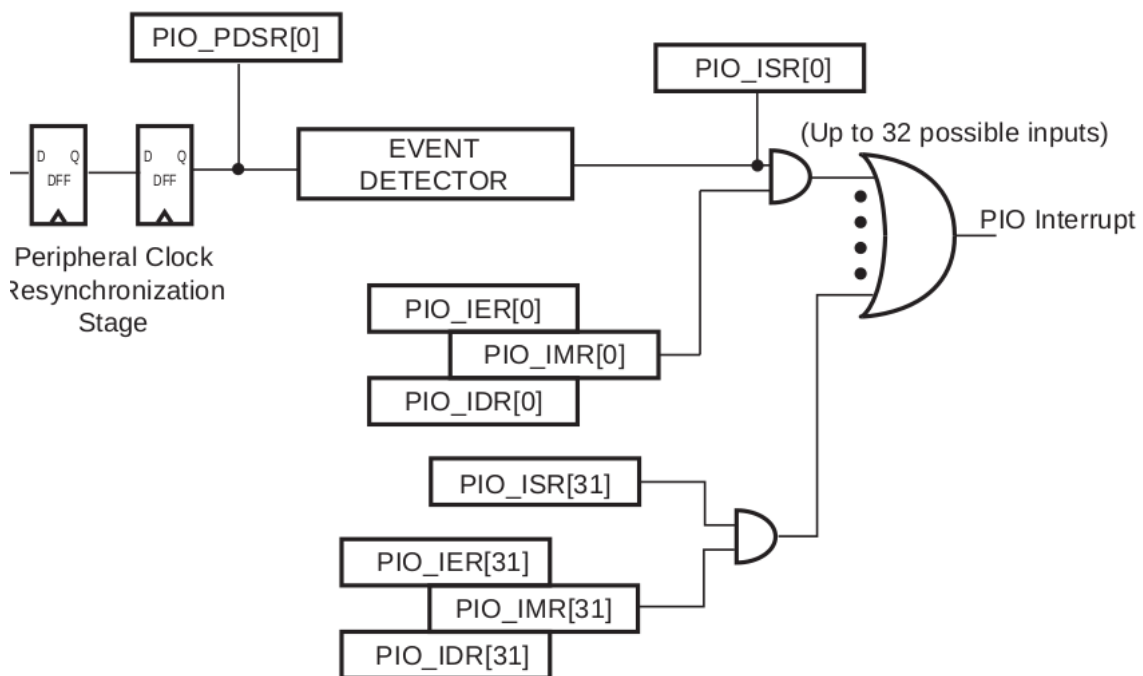 PIO_PDSR[0]
PIO_ISR[0]
(Up to 32 possible inputs)
D Q
DFF
D Q
DFF
EVENT
DETECTOR
PIO Interrupt
Peripheral Clock
Resynchronization
Stage
PIO_IER[0]
PIO_IMR[0]
PIO_IDR[0]
PIO_ISR[31]
PIO_IER[31]
PIO_IMR[31]
PIO_IDR[31]